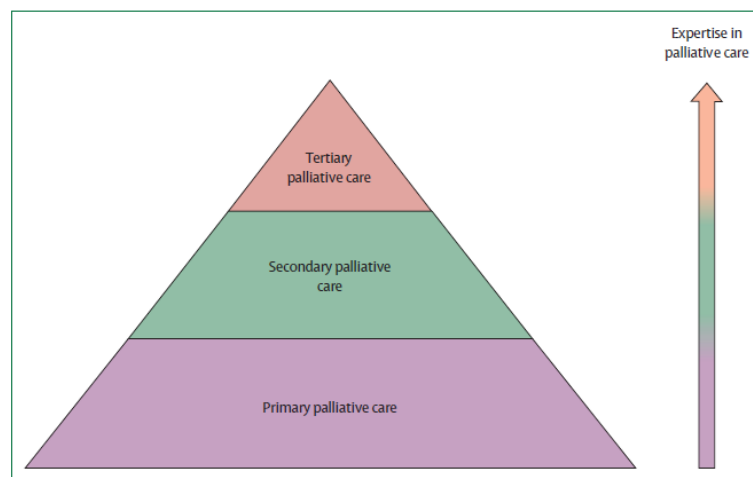 Expertise in
palliative care
Tertiary
palliative care
Secondary palliative
care
Primary palliative care